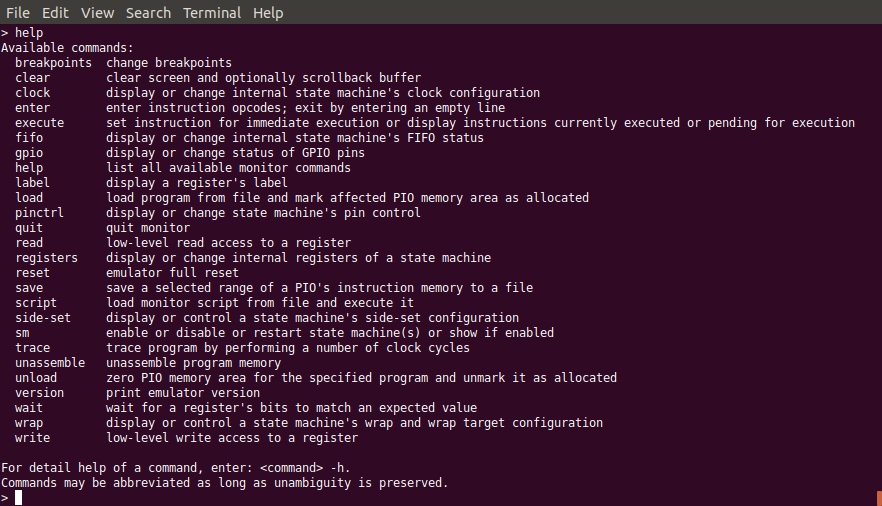 File Edit View Search Terminal Help
> help
Available commands:
breakpoints change breakpoints
clear clear screen and optionally scrollback buffer
clock display or change internal state machine's clock configuration
enter enter instruction opcodes; exit by entering an empty line
execute set instruction for immediate execution or display instructions currently executed or pending for execution
fifo display or change internal state machine's FIFO status
gpio display or change status of GPIO pins
help list all available monitor commands
label display a register's label
load load program from file and mark affected PIO memory area as allocated
pinctrl display or change state machine's pin control
quit quit monitor
read low-level read access to a register
registers display or change internal registers of a state machine
reset emulator full reset
save save a selected range of a PIO's instruction memory to a file
script load monitor script from file and execute it
side-set display or control a state machine's side-set configuration
sm enable or disable or restart state machine(s) or show if enabled
trace trace program by performing a number of clock cycles
unassemble unassemble program memory
unload zero PIO memory area for the specified program and unmark it as allocated
version print emulator version
wait wait for a register's bits to match an expected value
wrap display or control a state machine's wrap and wrap target configuration
write low-level write access to a register
For detail help of a command, enter: <command> -h.
Commands may be abbreviated as long as unambiguity is preserved.
>